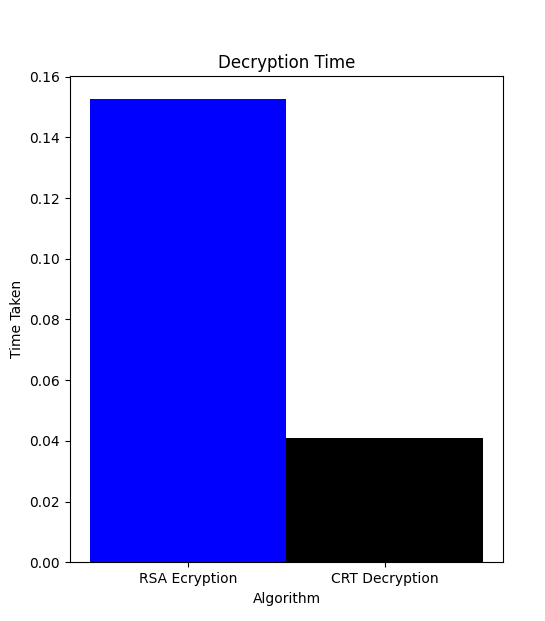 Decryption Time
0.16
0.14
0.12
0.10
0.08
0.06
0.04
0.02
0.00
Time Taken
RSA Ecryption
CRT Decryption
Algorithm